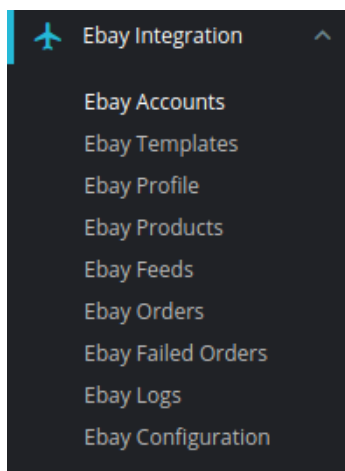 Ebay Integration
Ebay Accounts
Ebay Templates
Ebay Profile
Ebay Products
Ebay Feeds
Ebay Orders
Ebay Failed Orders
Ebay Logs
Ebay Configuration